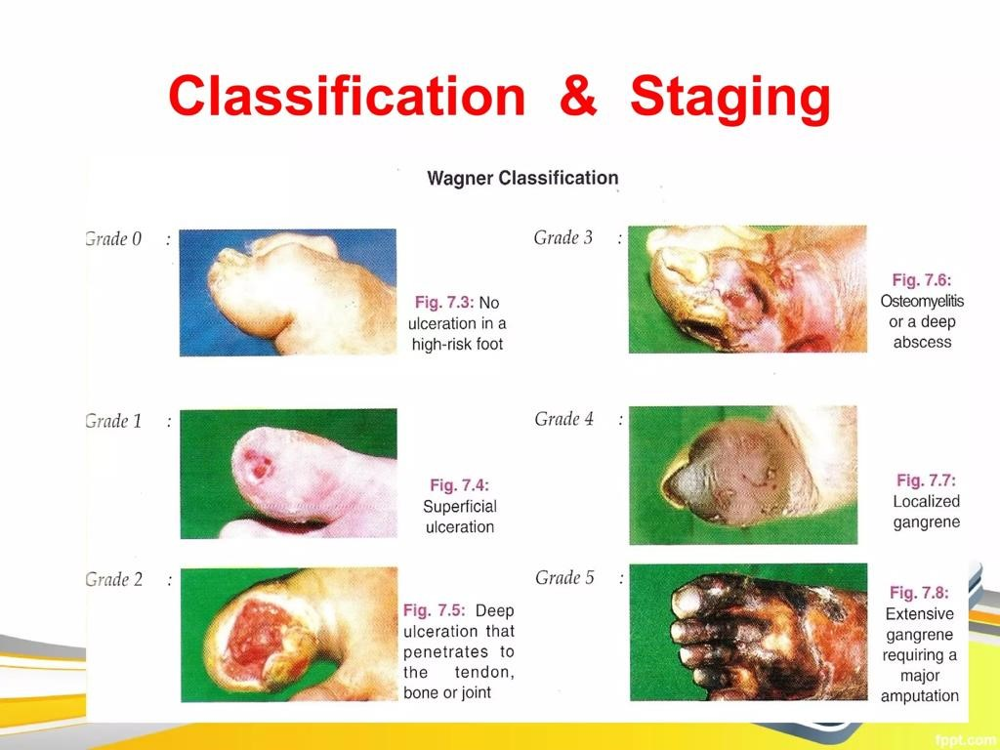 Classification & Staging
Wagner Classification
Grade 0 :
Fig. 7.3: No
ulceration in a
high-risk foot
Grade 1 :
Fig. 7.4:
Superficial
ulceration
Grade 2 :
Fig. 7.5: Deep
ulceration that
penetrates to
the tendon,
bone or joint
Grade 3 :
Fig. 7.6:
Osteomyelitis
or a deep
abscess
Grade 4 :
Fig. 7.7:
Localized
gangrene
Grade 5 :
Fig. 7.8:
Extensive
gangrene
requiring a
major
amputation
fppt.com